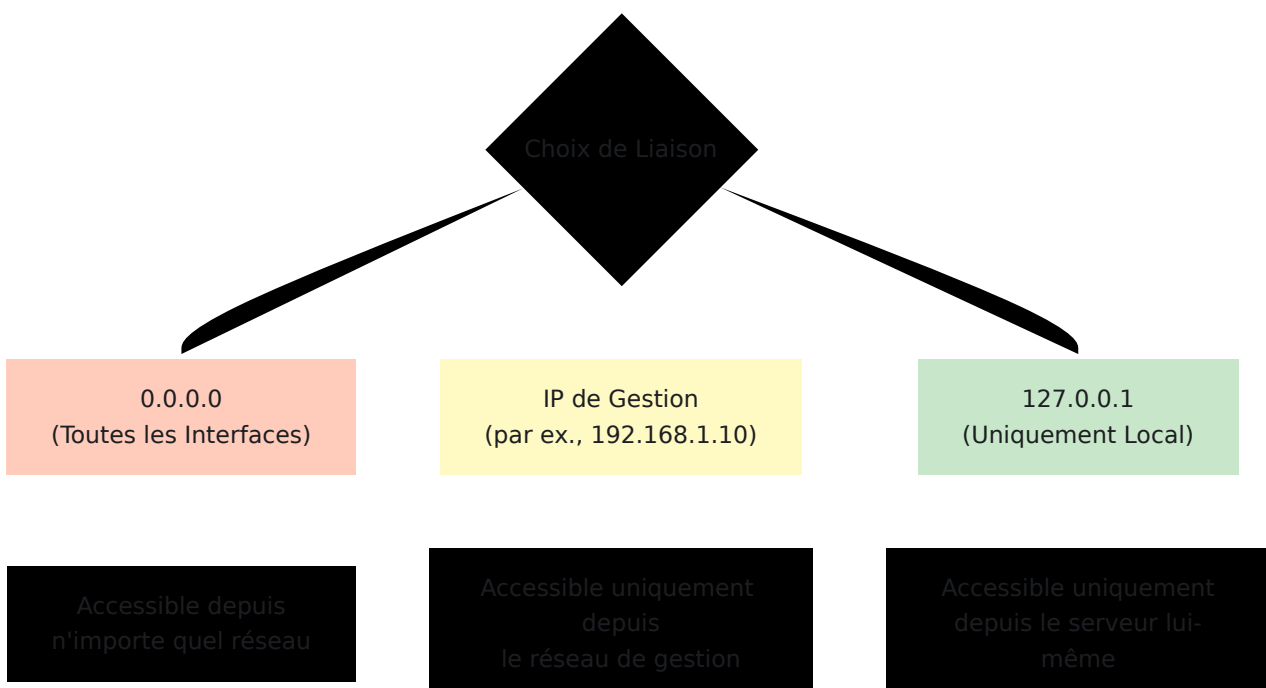 Choix de Liaison
0.0.0.0
(Toutes les Interfaces)
IP de Gestion
(par ex., 192.168.1.10)
127.0.0.1
(Uniquement Local)
Accessible depuis
n'importe quel réseau
Accessible uniquement
depuis
le réseau de gestion
Accessible uniquement
depuis le serveur lui-
même